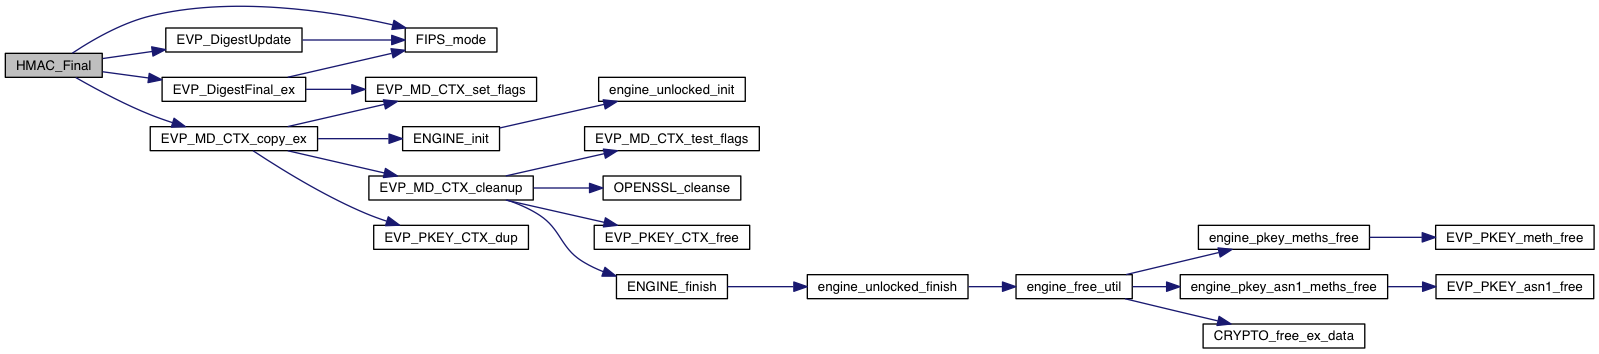 HMAC_Final
EVP_DigestUpdate
FIPS_mode
EVP_DigestFinal_ex
EVP_MD_CTX_set_flags
engine_unlocked_init
EVP_MD_CTX_copy_ex
ENGINE_init
EVP_MD_CTX_test_flags
EVP_MD_CTX_cleanup
OPENSSL_cleanse
EVP_PKEY_CTX_dup
EVP_PKEY_CTX_free
engine_pkey_meths_free
EVP_PKEY_meth_free
ENGINE_finish
engine_unlocked_finish
engine_free_util
engine_pkey_asn1_meths_free
EVP_PKEY_asn1_free
CRYPTO_free_ex_data